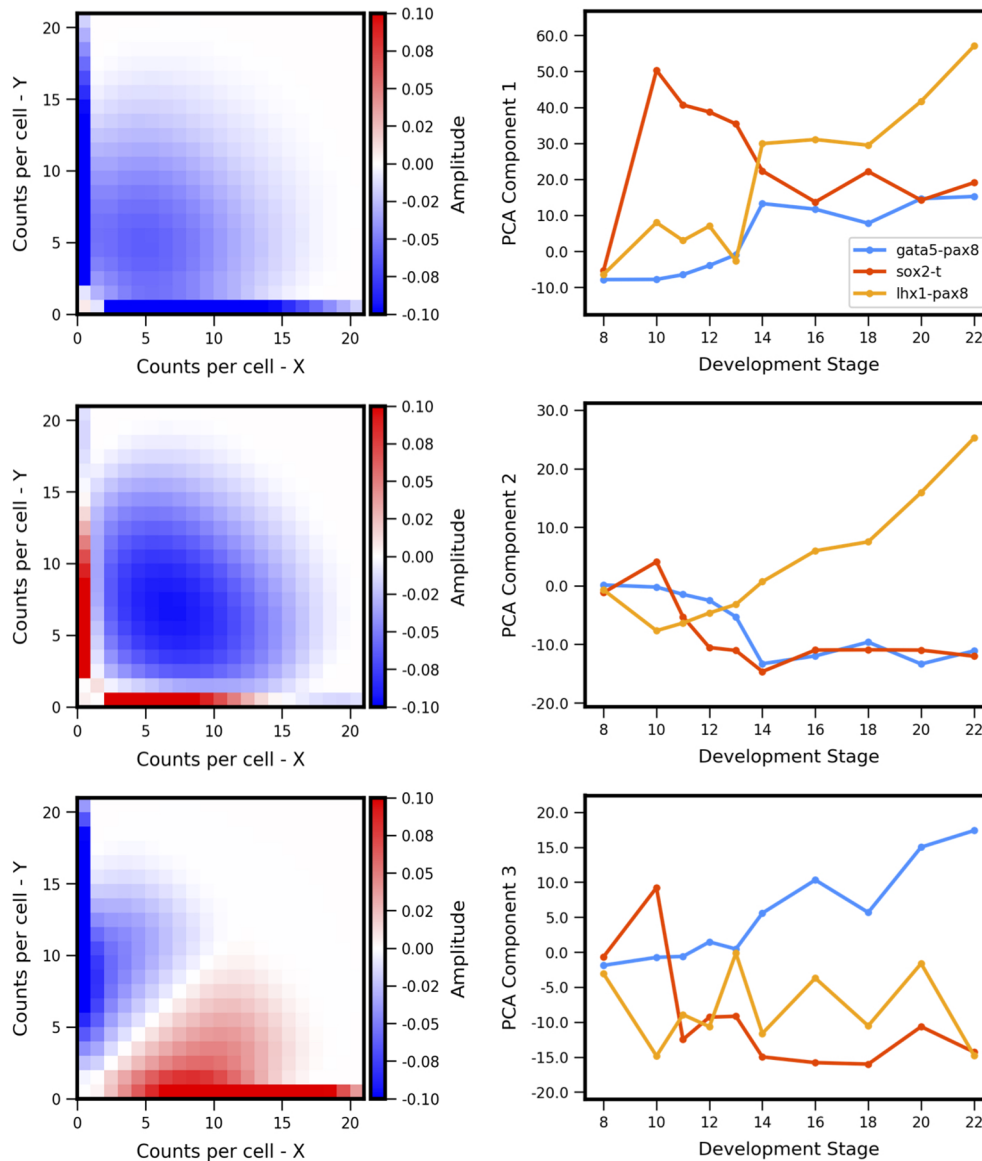 20
15
10
5
0
0 5 10 15 20
Counts per cell - Y
Counts per cell - X
0.10
0.08
0.05
0.03
0.00
-0.03
-0.05
-0.08
-0.10
Amplitude
60.0
50.0
40.0
30.0
20.0
10.0
0.0
-10.0
8 10 12 14 16 18 20 22
PCA Component 1
Development Stage
gata5-pax8
sox2-t
lhx1-pax8
20
15
10
5
0
0 5 10 15 20
Counts per cell - Y
Counts per cell - X
0.10
0.08
0.05
0.03
0.00
-0.03
-0.05
-0.08
-0.10
Amplitude
30.0
20.0
10.0
0.0
-10.0
-20.0
8 10 12 14 16 18 20 22
PCA Component 2
Development Stage
20
15
10
5
0
0 5 10 15 20
Counts per cell - Y
Counts per cell - X
0.10
0.08
0.05
0.03
0.00
-0.03
-0.05
-0.08
-0.10
Amplitude
20.0
15.0
10.0
5.0
0.0
-5.0
-10.0
-15.0
-20.0
8 10 12 14 16 18 20 22
PCA Component 3
Development Stage